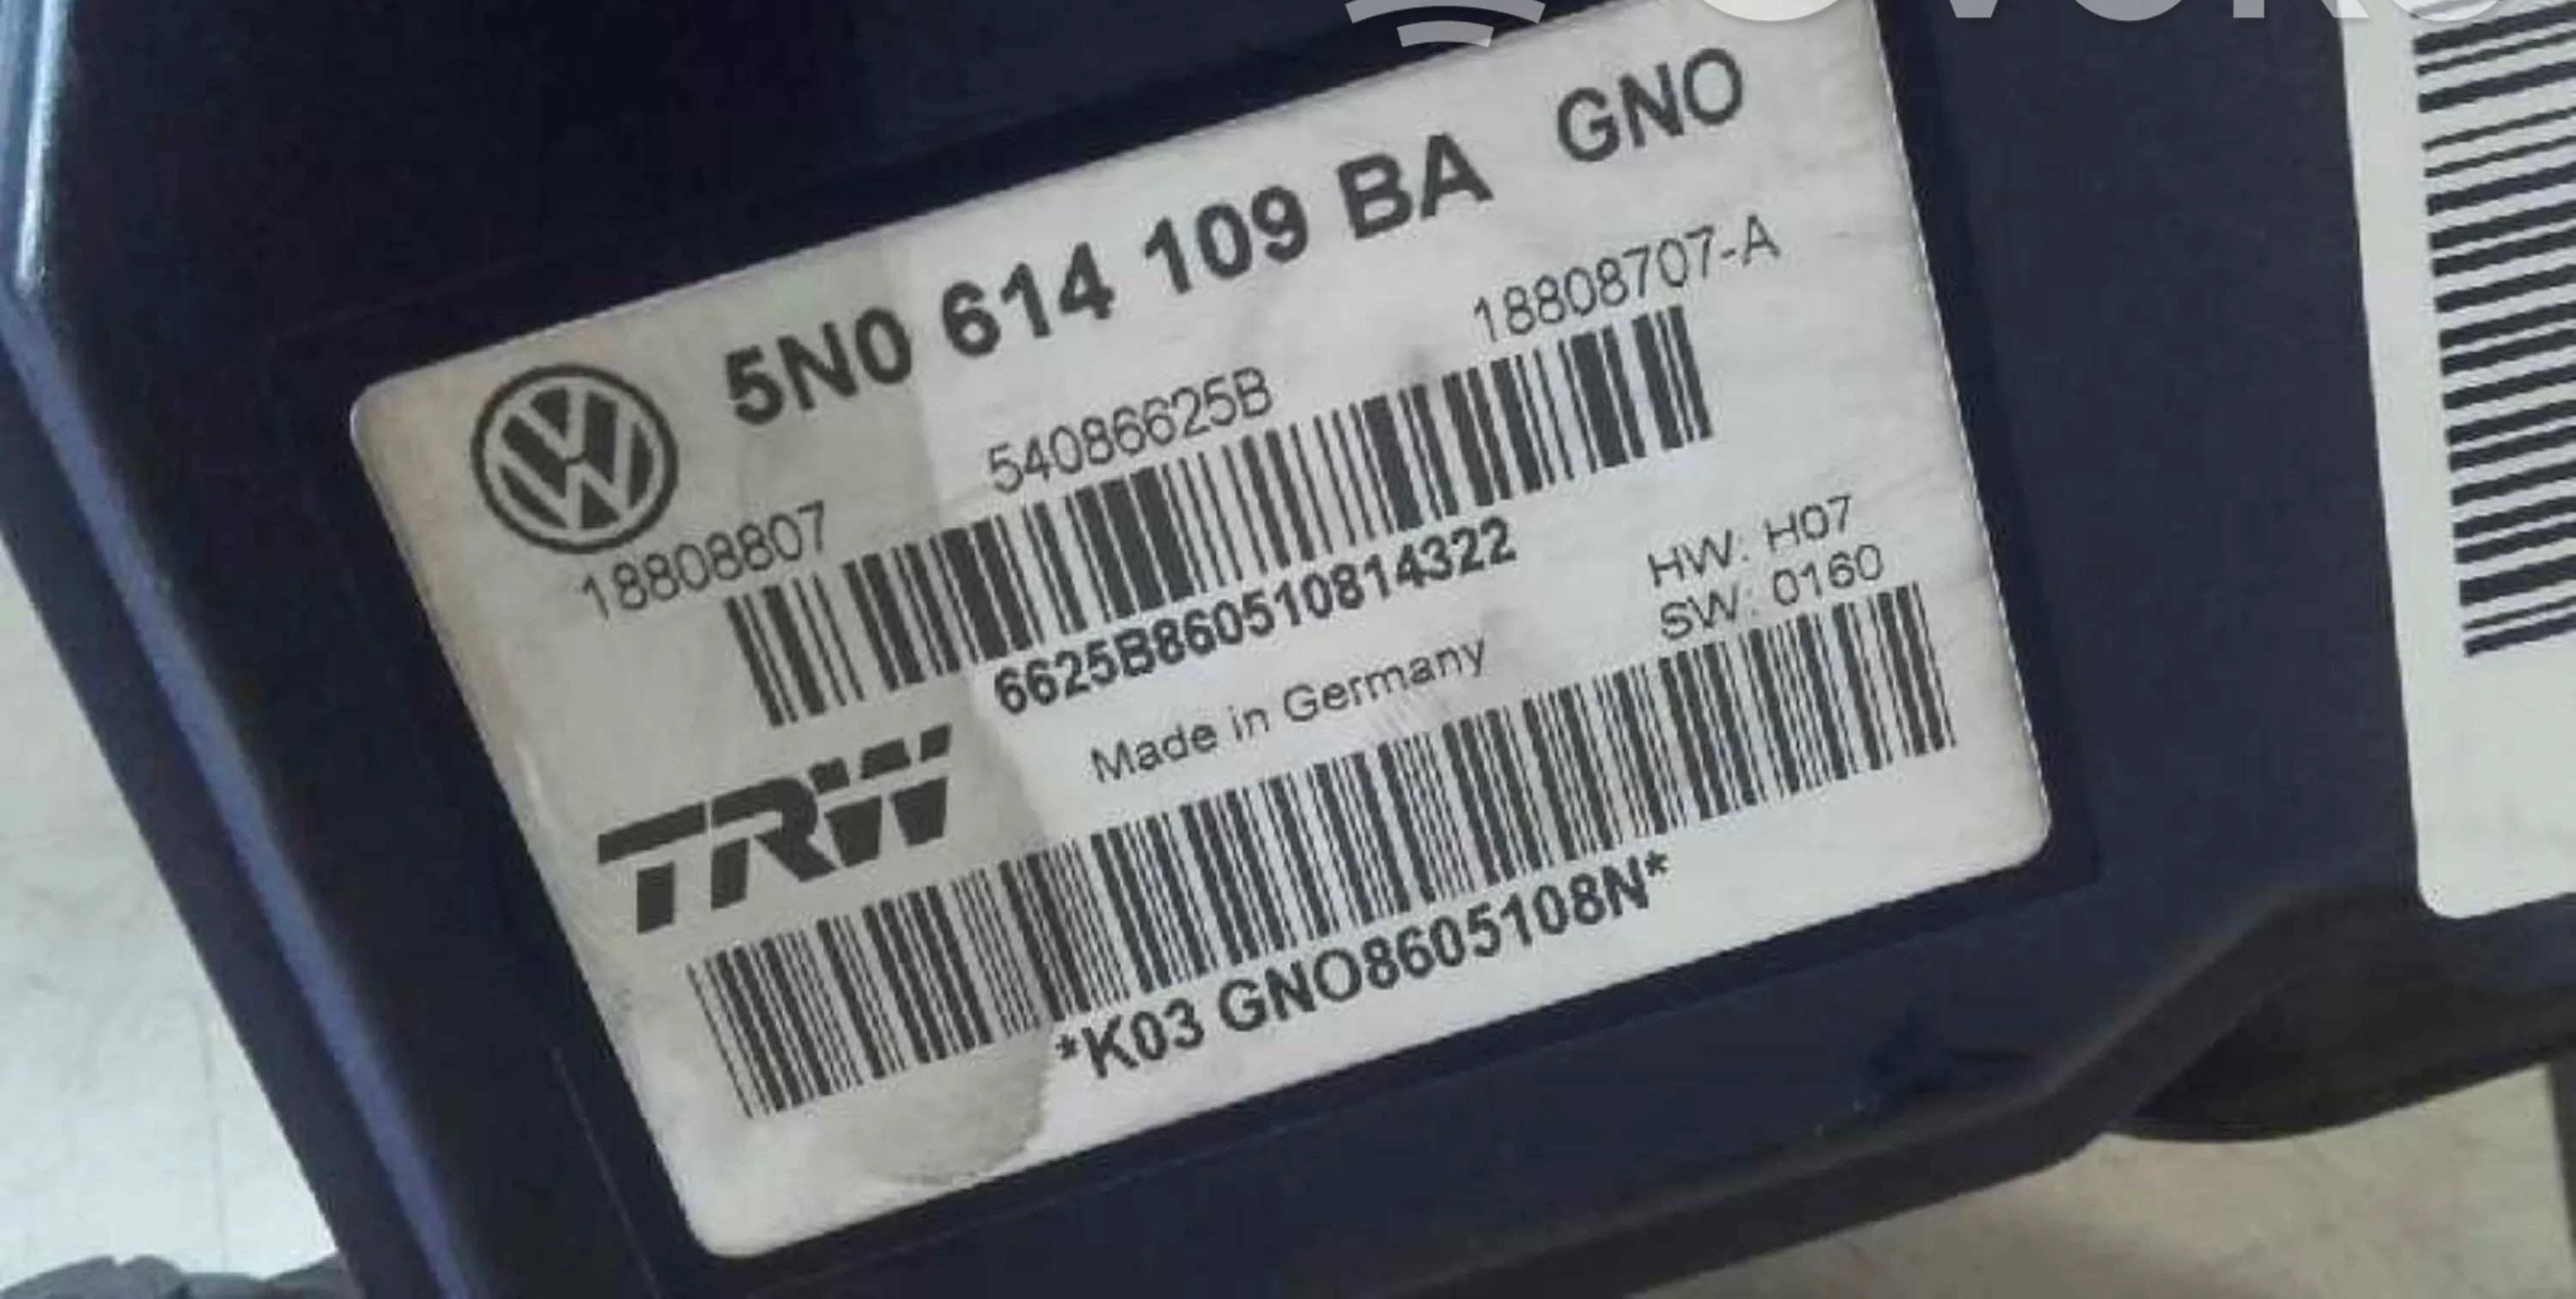 5N0 614 109 BA GNO
18808807 54086625B 18808707-A
6625B860510814322
HW: H07
SW: 0160
Made in Germany
TRW
*K03 GNO8605108N*